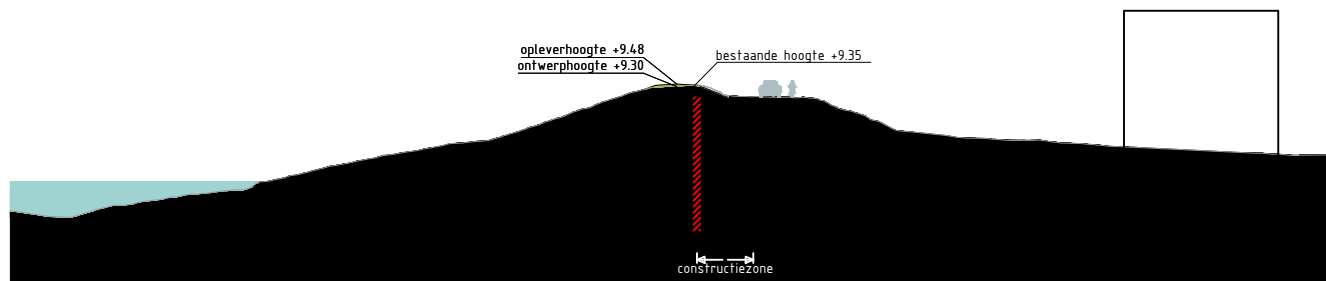 opleverhoogte +9.48
ontwerphoogte +9.30
bestaande hoogte +9.35
constructiezone